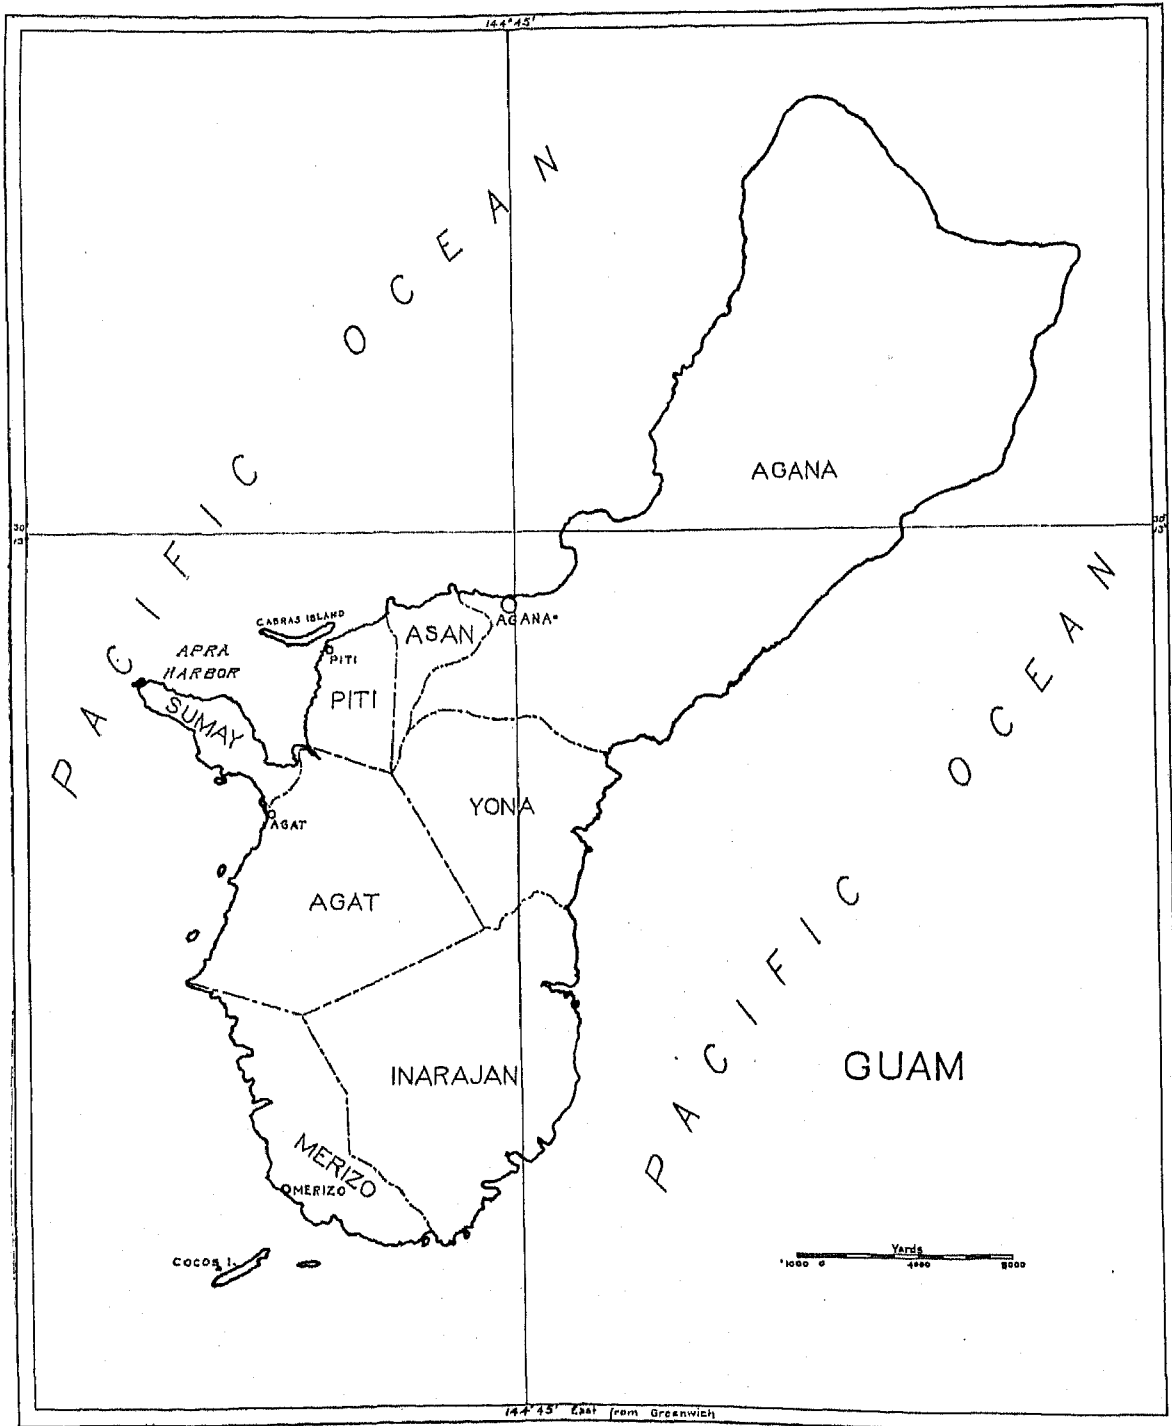 144°45'
PACIFIC OCEAN
AGANA
30'
13°
30'
13°
CABRAS ISLAND
AGANA
ASAN
APRA
HARBOR
PITI
PITI
SUMAY
PACIFIC OCEAN
YONA
AGAT
AGAT
INARAJAN
GUAM
MERIZO
MERIZO
COCOS I.
Yards
1000 0 4000 8000
144°45' East from Greenwich